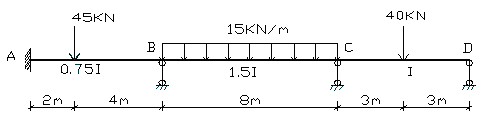 45KN 40KN
15KN/m
A B C D
0.75I 1.5I I
2m 4m 8m 3m 3m